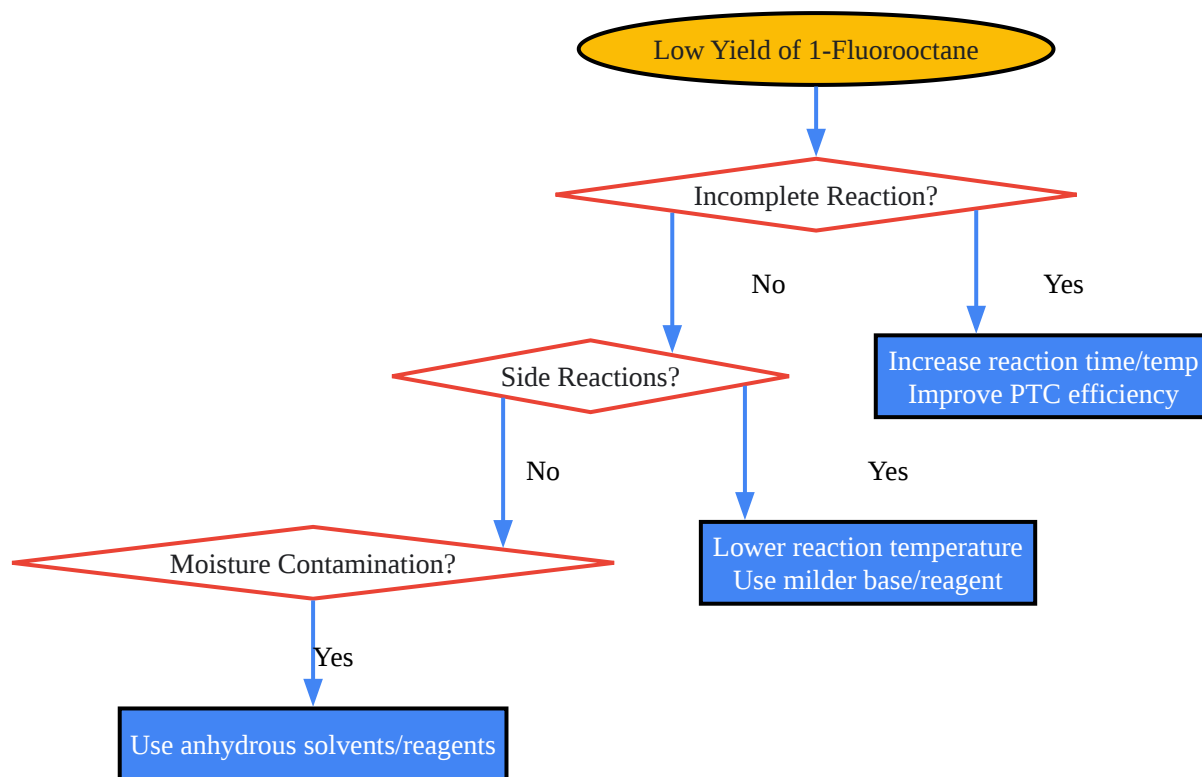 Low Yield of 1-Fluorooctane
Incomplete Reaction?
No
Yes
Increase reaction time/temp
Improve PTC efficiency
Side Reactions?
No
Yes
Lower reaction temperature
Use milder base/reagent
Moisture Contamination?
Yes
Use anhydrous solvents/reagents